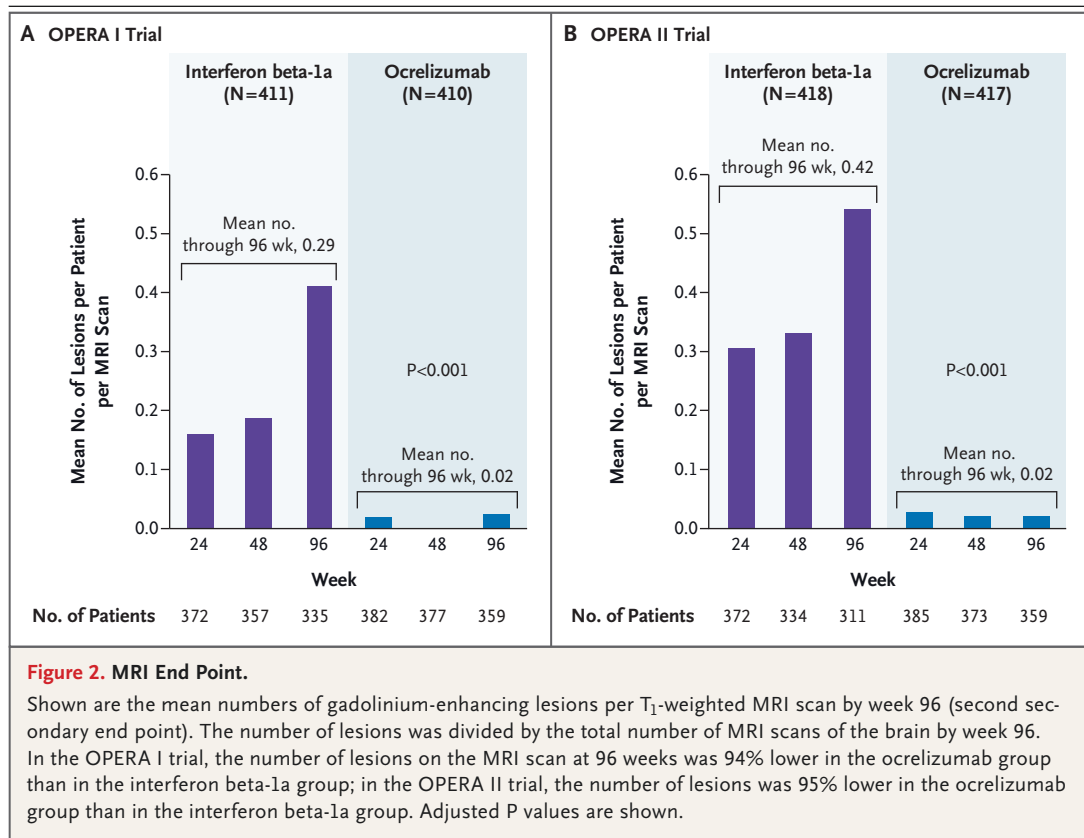 A OPERA I Trial
Interferon beta-1a
(N=411)
Ocrelizumab
(N=410)
Mean No. of Lesions per Patient
per MRI Scan
0.6
0.5
0.4
0.3
0.2
0.1
0.0
Mean no.
through 96 wk, 0.29
P<0.001
Mean no.
through 96 wk, 0.02
24 48 96 24 48 96
Week
No. of Patients 372 357 335 382 377 359
B OPERA II Trial
Interferon beta-1a
(N=418)
Ocrelizumab
(N=417)
Mean No. of Lesions per Patient
per MRI Scan
0.6
0.5
0.4
0.3
0.2
0.1
0.0
Mean no.
through 96 wk, 0.42
P<0.001
Mean no.
through 96 wk, 0.02
24 48 96 24 48 96
Week
372 334 311 385 373 359
Figure 2. MRI End Point.
Shown are the mean numbers of gadolinium-enhancing lesions per T1-weighted MRI scan by week 96 (second sec-
ondary end point). The number of lesions was divided by the total number of MRI scans of the brain by week 96.
In the OPERA I trial, the number of lesions on the MRI scan at 96 weeks was 94% lower in the ocrelizumab group
than in the interferon beta-1a group; in the OPERA II trial, the number of lesions was 95% lower in the ocrelizumab
group than in the interferon beta-1a group. Adjusted P values are shown.